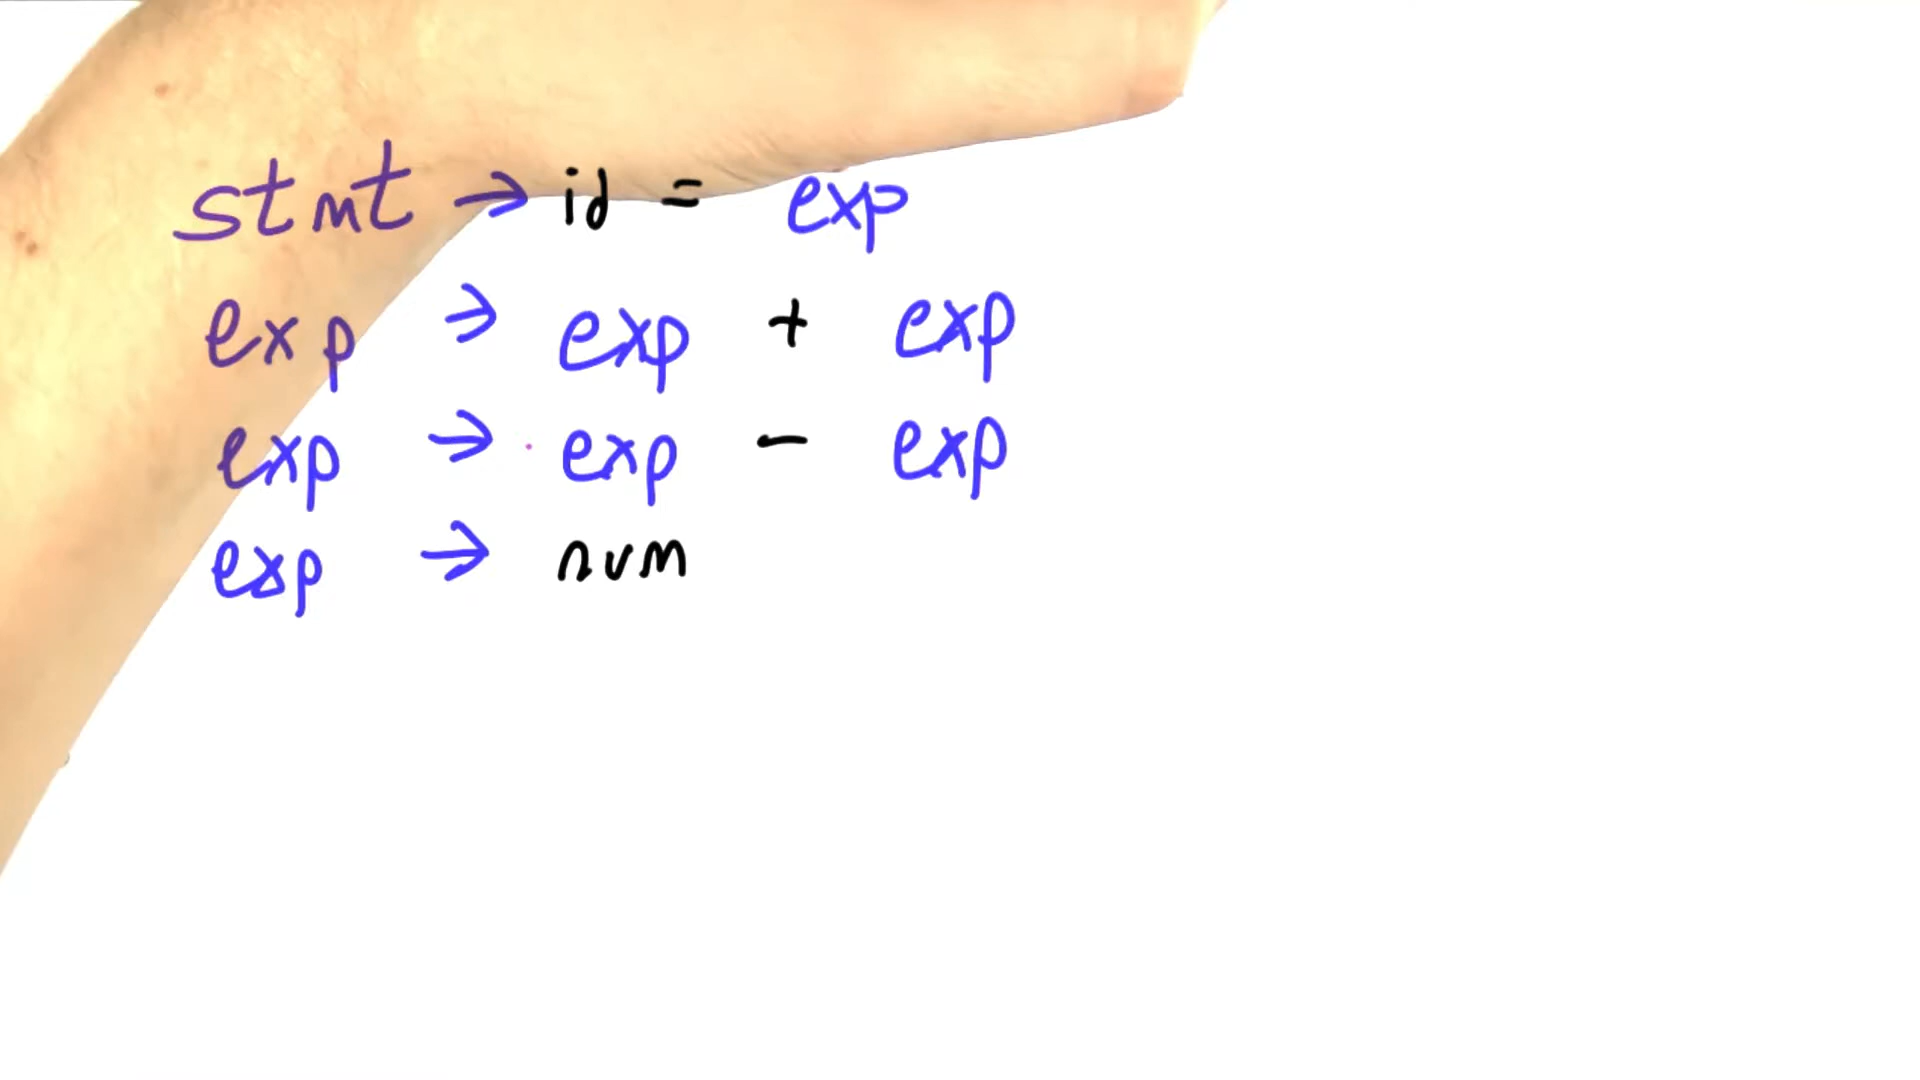 stmt → id = exp
exp → exp + exp
exp → exp - exp
exp → num